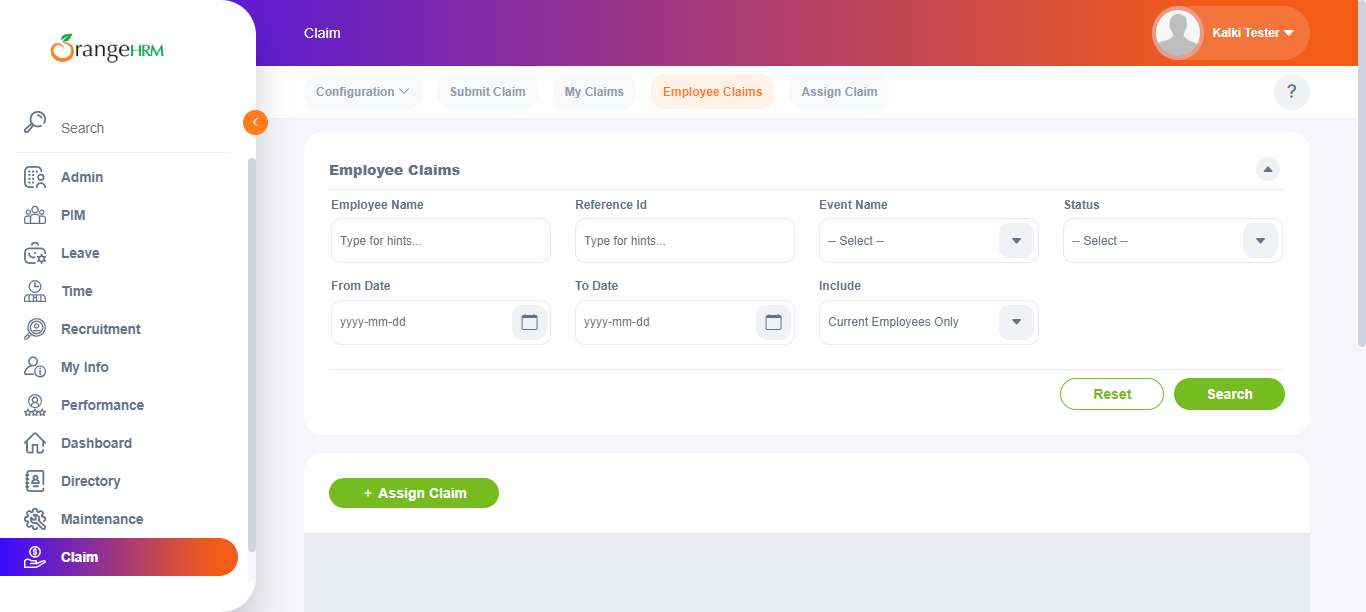 OrangeHRM
Claim
Kalki Tester
Configuration
Submit Claim
My Claims
Employee Claims
Assign Claim
?
Search
Admin
PIM
Leave
Time
Recruitment
My Info
Performance
Dashboard
Directory
Maintenance
Claim
Employee Claims
Employee Name
Reference Id
Event Name
Status
Type for hints...
Type for hints...
-- Select --
-- Select --
From Date
To Date
Include
yyyy-mm-dd
yyyy-mm-dd
Current Employees Only
Reset
Search
+ Assign Claim